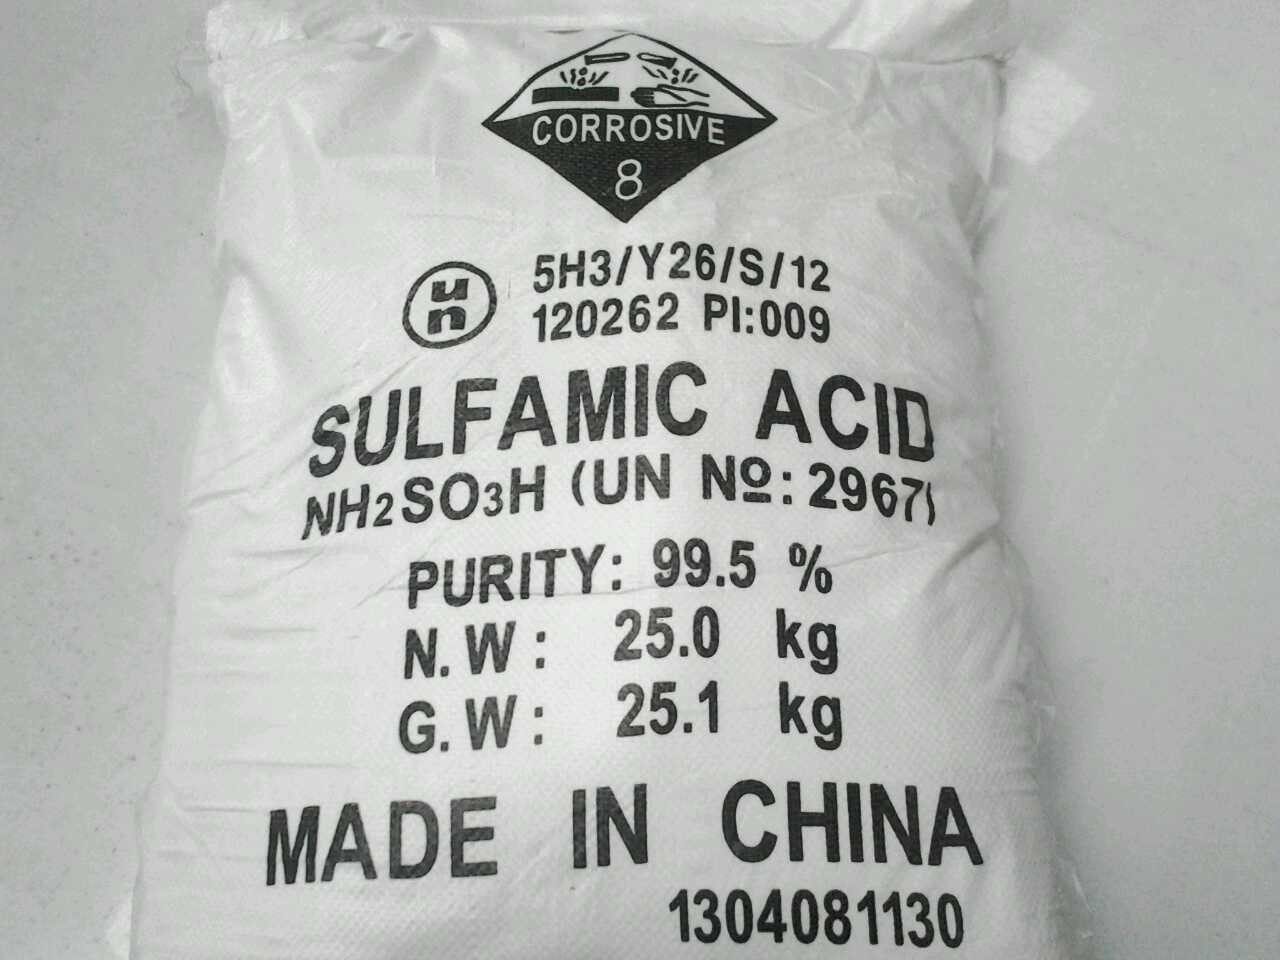 CORROSIVE
8
un
5H3/Y26/S/12
120262 PI:009
SULFAMIC ACID
NH2SO3H (UN Nº: 2967)
PURITY: 99.5 %
N.W: 25.0 kg
G.W: 25.1 kg
MADE IN CHINA
1304081130